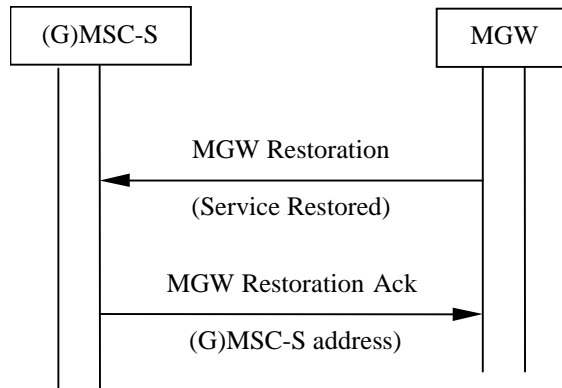 (G)MSC-S
MGW
MGW Restoration
(Service Restored)
MGW Restoration Ack
(G)MSC-S address)